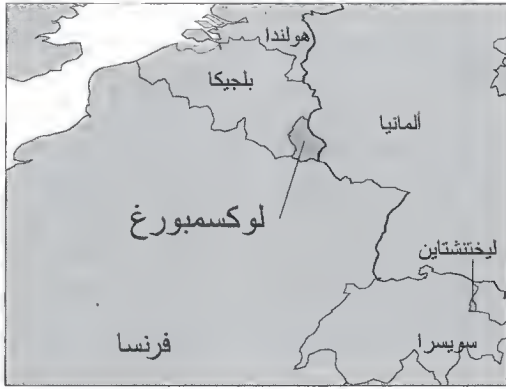 هولندا
بلجيكا
ألمانيا
لوكسمبورغ
ليختنشتاين
سويسرا
فرنسا